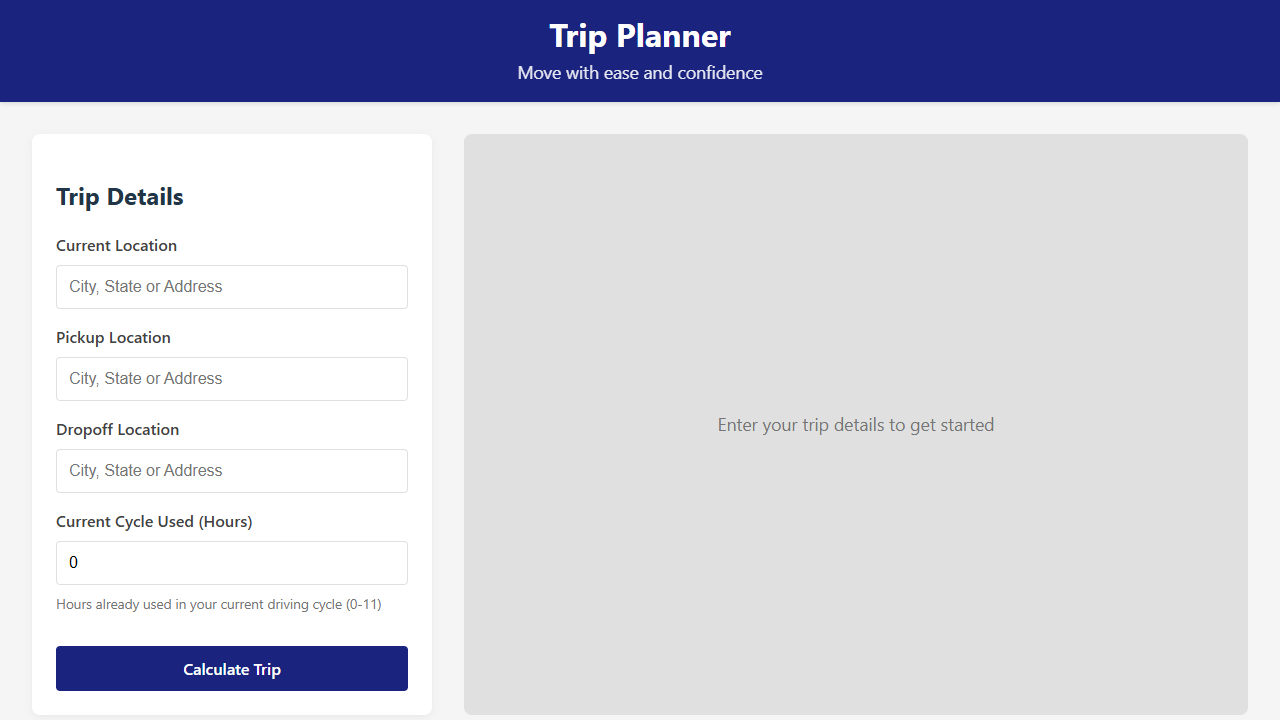 Trip Planner
Move with ease and confidence
Trip Details
Current Location
City, State or Address
Pickup Location
City, State or Address
Dropoff Location
City, State or Address
Current Cycle Used (Hours)
0
Hours already used in your current driving cycle (0-11)
Calculate Trip
Enter your trip details to get started